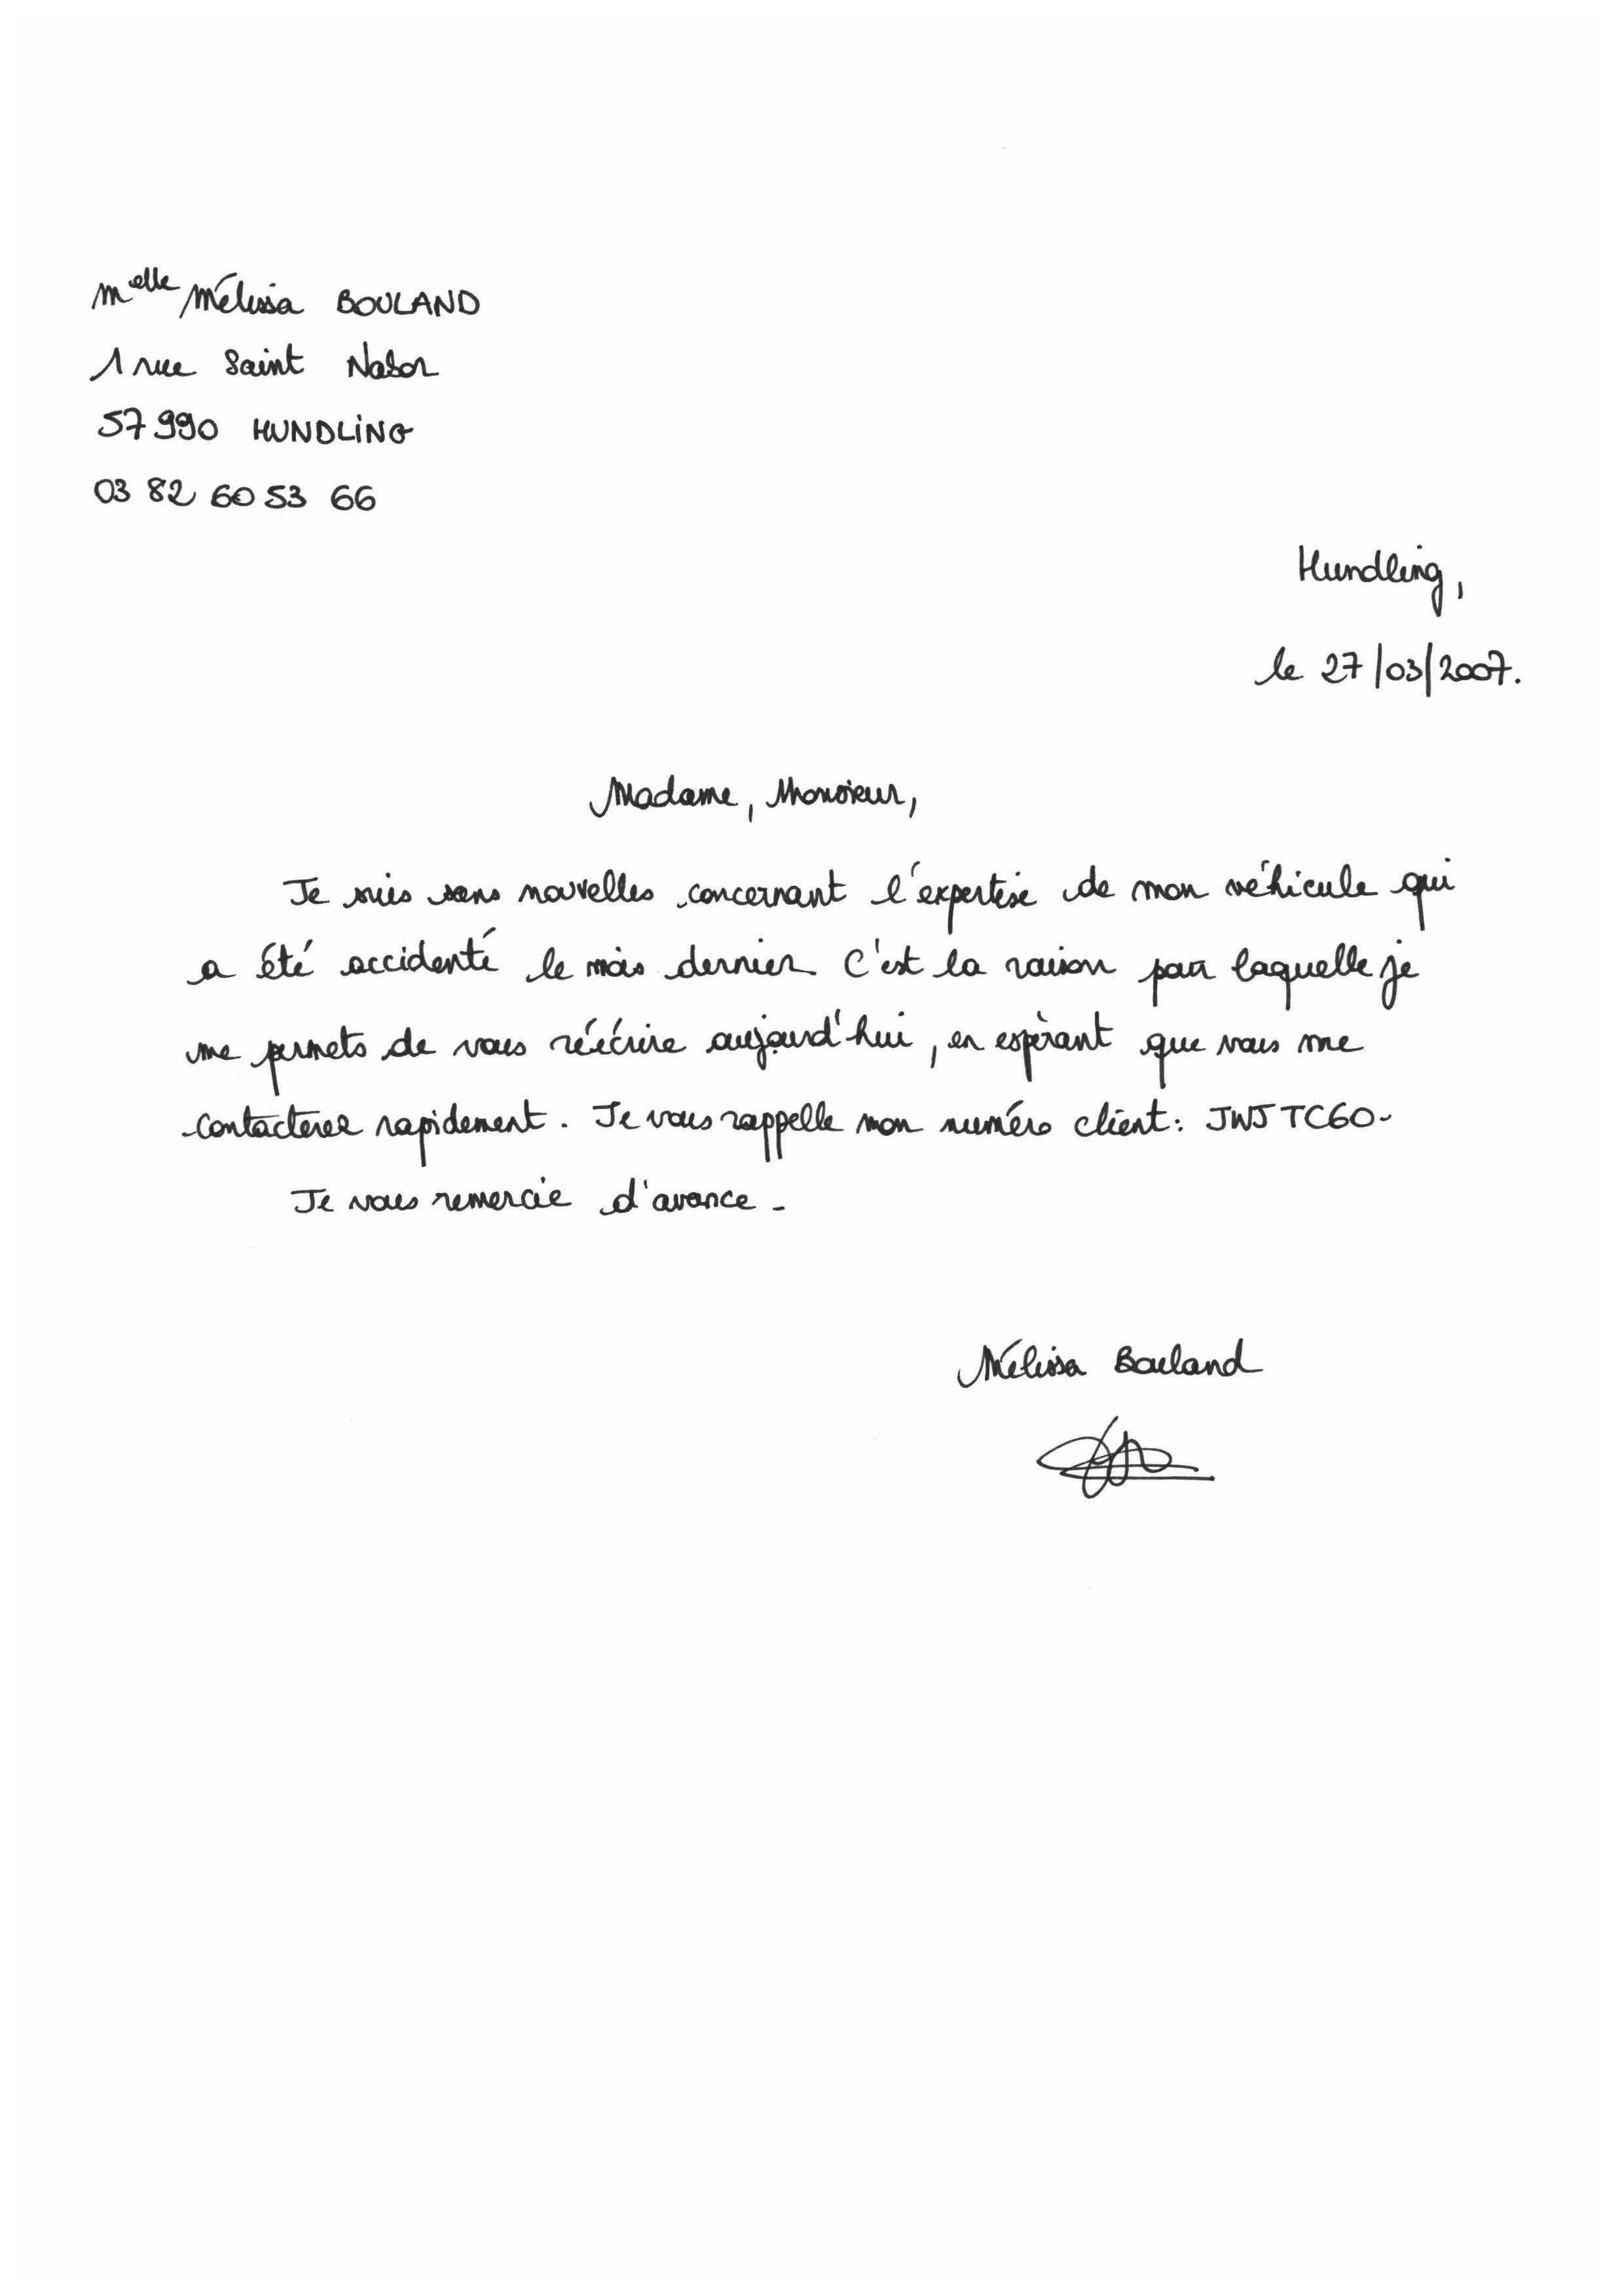 Melle Mélissa BOULAND
1 rue Saint Nabor
57990 HUNDLING
03 82 60 53 66
Hundling,
le 27/03/2007.
Madame, Monsieur,
Je suis sans nouvelles concernant l'expertise de mon véhicule qui
a été accidenté le mois dernier. C'est la raison pour laquelle je
me permets de vous réécrire aujourd'hui, en espérant que vous me
contacterez rapidement. Je vous rappelle mon numéro client: JWJTC60-
Je vous remercie d'avance -
Mélissa Bouland